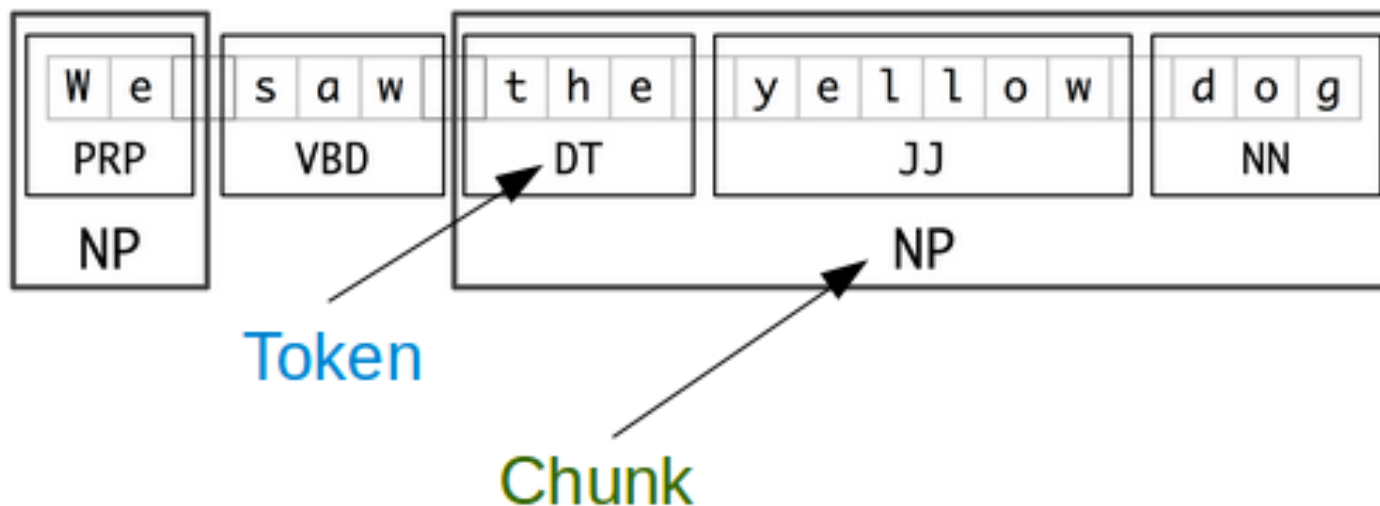 We saw the yellow dog
PRP VBD DT JJ NN
NP NP
Token
Chunk